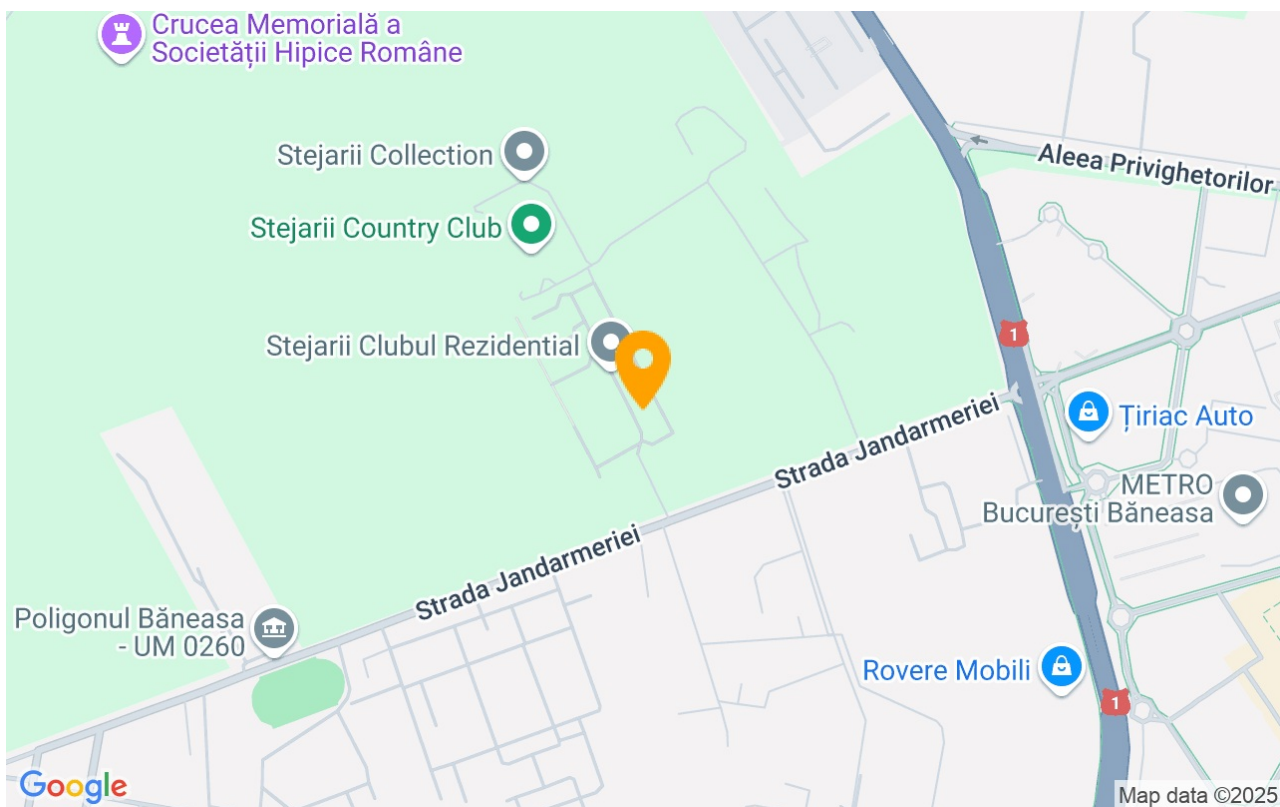 Crucea Memorială a
Societății Hipice Române
Stejarii Collection
Aleea Privighetorilor
Stejarii Country Club
1
Stejarii Clubul Rezidential
Strada Jandarmeriei
Țiriac Auto
METRO
București Băneasa
Strada Jandarmeriei
Poligonul Băneasa
- UM 0260
Rovere Mobili
1
Google
Map data ©2025